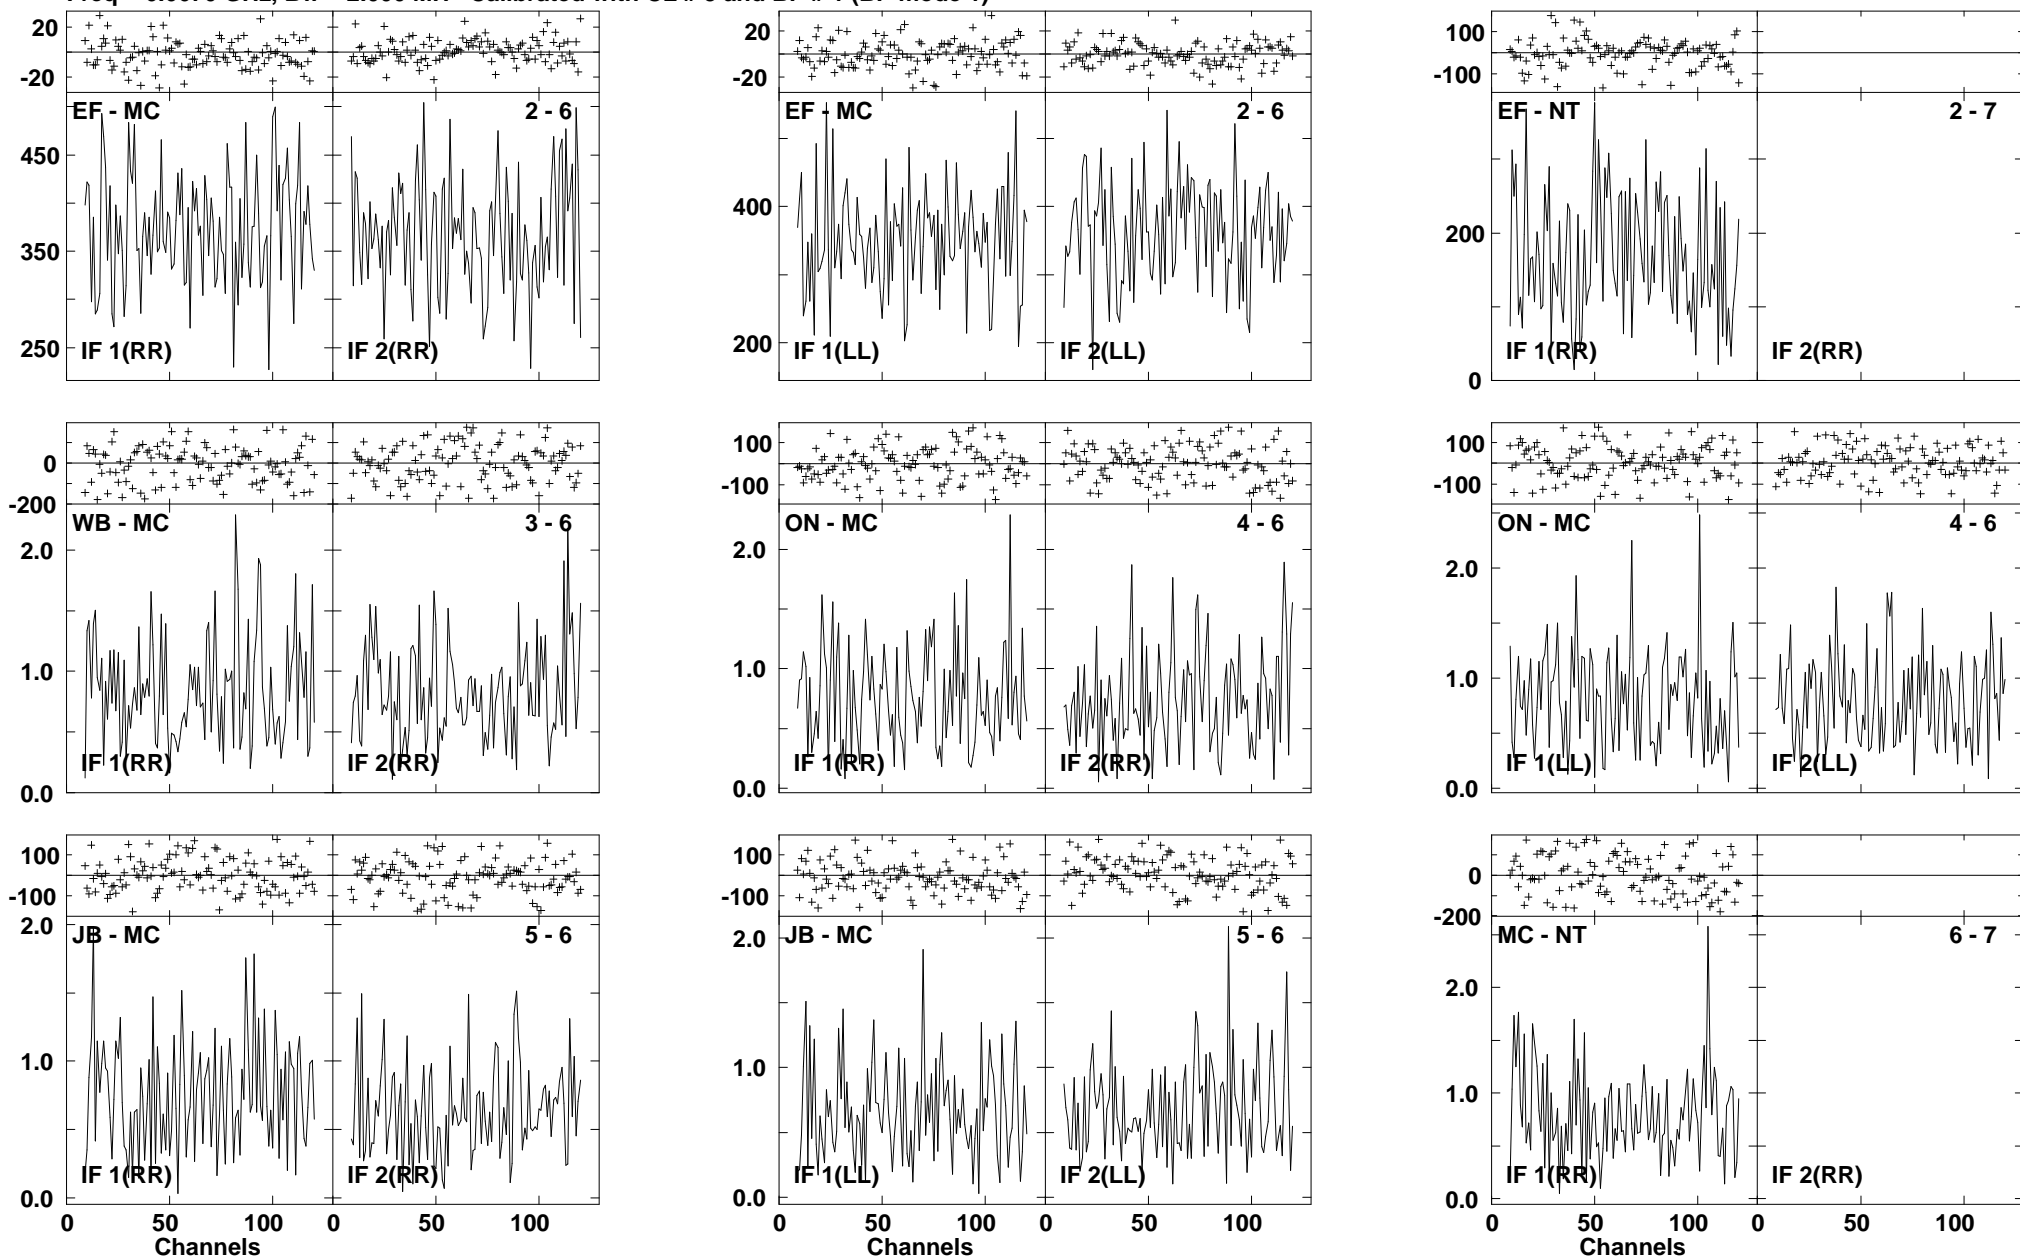 20
-20
EF - MC 2 - 6
450
350
250
IF 1(RR) IF 2(RR)
20
-20
EF - MC 2 - 6
400
200
IF 1(LL) IF 2(LL)
100
-100
EF - NT 2 - 7
200
0
IF 1(RR) IF 2(RR)
0
-200
WB - MC 3 - 6
2.0
1.0
0.0
IF 1(RR) IF 2(RR)
100
-100
ON - MC 4 - 6
2.0
1.0
0.0
IF 1(RR) IF 2(RR)
100
-100
ON - MC 4 - 6
2.0
1.0
0.0
IF 1(LL) IF 2(LL)
100
-100
JB - MC 5 - 6
2.0
1.0
0.0
IF 1(RR) IF 2(RR)
0 100 0 50 100
Channels
100
-100
JB - MC 5 - 6
2.0
1.0
0.0
IF 1(LL) IF 2(LL)
0 50 100 0 50 100
Channels
0
-200
MC - NT 6 - 7
2.0
1.0
0.0
IF 1(RR) IF 2(RR)
0 50 100 0 50 100
Channels